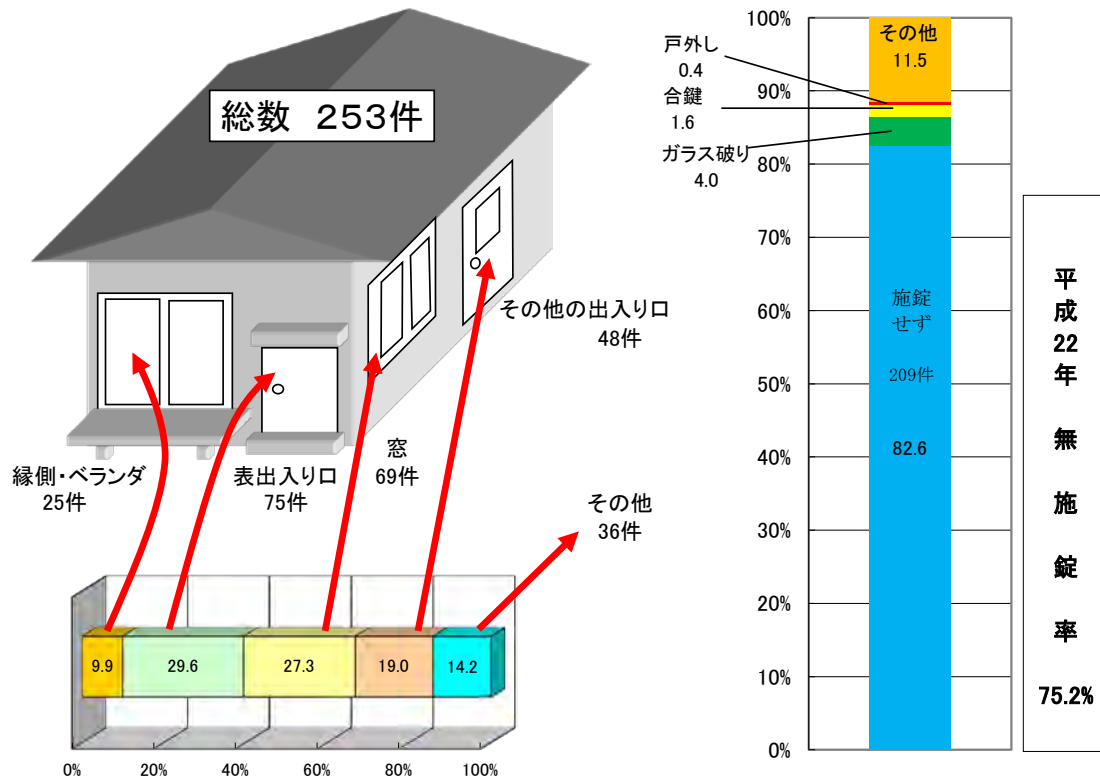 総数 253件
その他の出入り口
48件
縁側・ベランダ
25件
表出入り口
75件
窓
69件
その他
36件
9.9
29.6
27.3
19.0
14.2
0%
20%
40%
60%
80%
100%
100%
90%
80%
70%
60%
50%
40%
30%
20%
10%
0%
戸外し
0.4
合鍵
1.6
ガラス破り
4.0
その他
11.5
施錠
せず
209件
82.6
平成22年 無施錠率
75.2%